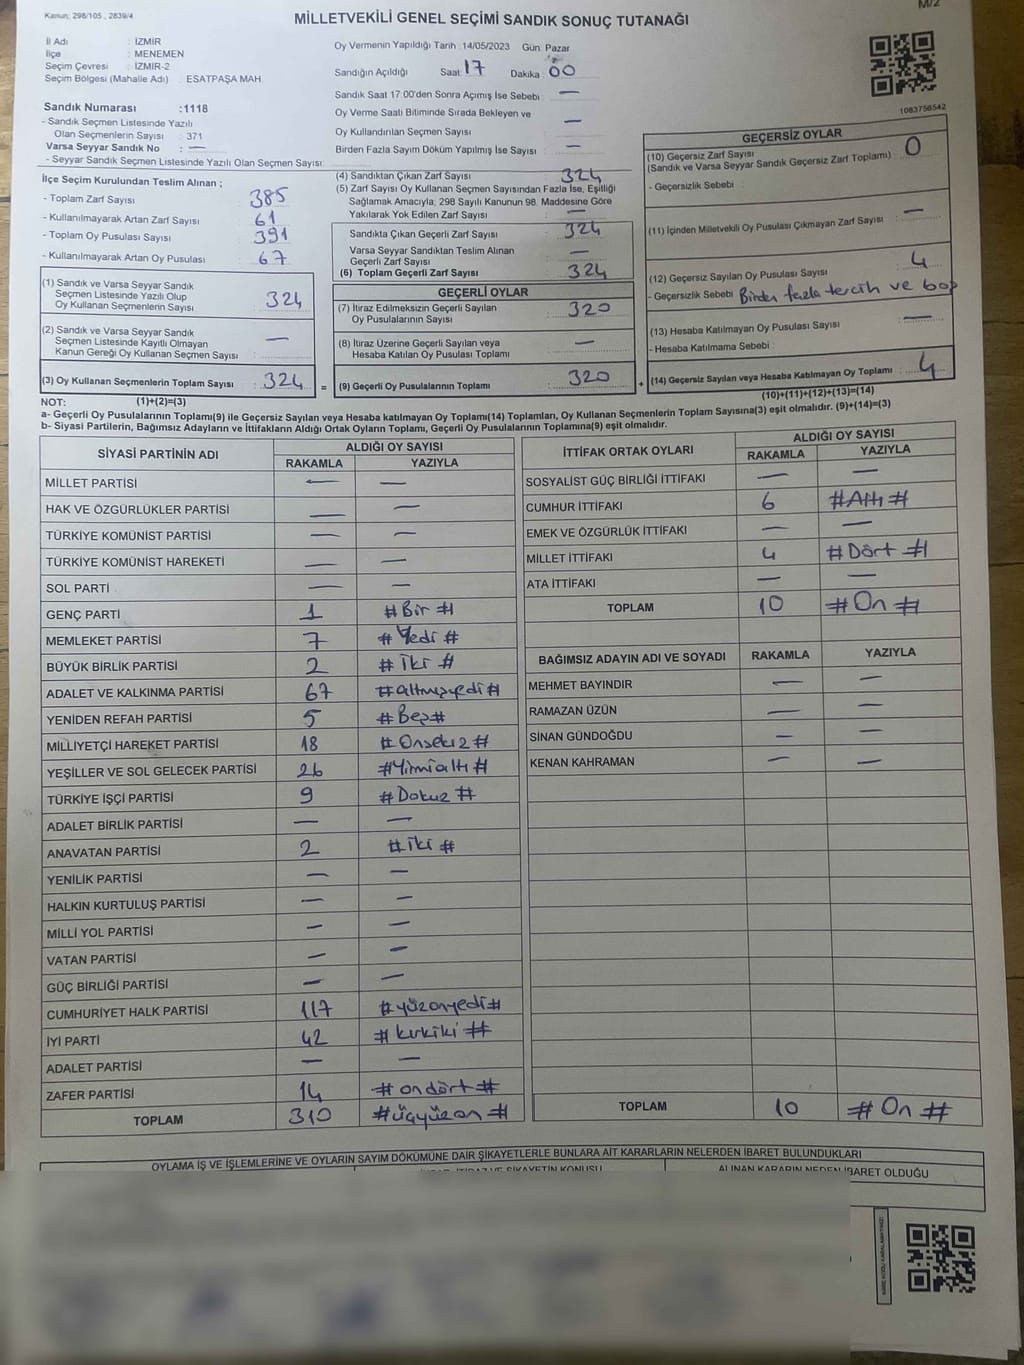 Kanun; 298/105 , 2839/4
M/2
MİLLETVEKİLİ GENEL SEÇİMİ SANDIK SONUÇ TUTANAĞI
İl Adı : İZMİR
İlçe : MENEMEN
Seçim Çevresi : İZMİR-2
Seçim Bölgesi (Mahalle Adı) : ESATPAŞA MAH.
Oy Vermenin Yapıldığı Tarih :14/05/2023 Gün: Pazar
Sandığın Açıldığı Saat: 17 Dakika : 00
Sandık Saat 17:00'den Sonra Açımış İse Sebebi : —
Oy Verme Saati Bitiminde Sırada Bekleyen ve
Oy Kullandırılan Seçmen Sayısı : —
Birden Fazla Sayım Döküm Yapılmış İse Sayısı : —
1083756542
Sandık Numarası :1118
- Sandık Seçmen Listesinde Yazılı
Olan Seçmenlerin Sayısı : 371
Varsa Seyyar Sandık No : —
- Seyyar Sandık Seçmen Listesinde Yazılı Olan Seçmen Sayısı :
İlçe Seçim Kurulundan Teslim Alınan ;
- Toplam Zarf Sayısı : 385
- Kullanılmayarak Artan Zarf Sayısı : 61
- Toplam Oy Pusulası Sayısı : 391
- Kullanılmayarak Artan Oy Pusulası : 67
(1) Sandık ve Varsa Seyyar Sandık
Seçmen Listesinde Yazılı Olup
Oy Kullanan Seçmenlerin Sayısı : 324
(2) Sandık ve Varsa Seyyar Sandık
Seçmen Listesinde Kayıtlı Olmayan
Kanun Gereği Oy Kullanan Seçmen Sayısı : —
(3) Oy Kullanan Seçmenlerin Toplam Sayısı : 324 =
(1)+(2)=(3)
(4) Sandıktan Çıkan Zarf Sayısı : 324
(5) Zarf Sayısı Oy Kullanan Seçmen Sayısından Fazla İse, Eşitliği
Sağlamak Amacıyla; 298 Sayılı Kanunun 98. Maddesine Göre
Yakılarak Yok Edilen Zarf Sayısı : —
Sandıkta Çıkan Geçerli Zarf Sayısı : 324
Varsa Seyyar Sandıktan Teslim Alınan
Geçerli Zarf Sayısı : —
(6) Toplam Geçerli Zarf Sayısı : 324
GEÇERLİ OYLAR
(7) İtiraz Edilmeksizin Geçerli Sayılan
Oy Pusulalarının Sayısı : 320
(8) İtiraz Üzerine Geçerli Sayılan veya
Hesaba Katılan Oy Pusulası Toplamı : —
(9) Geçerli Oy Pusulalarının Toplamı : 320 +
GEÇERSİZ OYLAR
(10) Geçersiz Zarf Sayısı
(Sandık ve Varsa Seyyar Sandık Geçersiz Zarf Toplamı) : 0
- Geçersizlik Sebebi :
(11) İçinden Milletvekili Oy Pusulası Çıkmayan Zarf Sayısı : —
(12) Geçersiz Sayılan Oy Pusulası Sayısı : 4
- Geçersizlik Sebebi : Birden fazla tercih ve boş
(13) Hesaba Katılmayan Oy Pusulası Sayısı : —
- Hesaba Katılmama Sebebi :
(14) Geçersiz Sayılan veya Hesaba Katılmayan Oy Toplamı : 4
(10)+(11)+(12)+(13)=(14)
NOT:
a- Geçerli Oy Pusulalarının Toplamı(9) ile Geçersiz Sayılan veya Hesaba katılmayan Oy Toplamı(14) Toplamları, Oy Kullanan Seçmenlerin Toplam Sayısına(3) eşit olmalıdır. (9)+(14)=(3)
b- Siyasi Partilerin, Bağımsız Adayların ve İttifakların Aldığı Ortak Oyların Toplamı, Geçerli Oy Pusulalarının Toplamına(9) eşit olmalıdır.
SİYASİ PARTİNİN ADI ALDIĞI OY SAYISI
RAKAMLA YAZIYLA
MİLLET PARTİSİ — —
HAK VE ÖZGÜRLÜKLER PARTİSİ — —
TÜRKİYE KOMÜNİST PARTİSİ — —
TÜRKİYE KOMÜNİST HAREKETİ — —
SOL PARTİ — —
GENÇ PARTİ 1 #Bir#
MEMLEKET PARTİSİ 7 #Yedi#
BÜYÜK BİRLİK PARTİSİ 2 #iki#
ADALET VE KALKINMA PARTİSİ 67 #altmışyedi#
YENİDEN REFAH PARTİSİ 5 #Beş#
MİLLİYETÇİ HAREKET PARTİSİ 18 #Onsekiz#
YEŞİLLER VE SOL GELECEK PARTİSİ 26 #Yirmialtı#
TÜRKİYE İŞÇİ PARTİSİ 9 #Dokuz#
ADALET BİRLİK PARTİSİ — —
ANAVATAN PARTİSİ 2 #iki#
YENİLİK PARTİSİ — —
HALKIN KURTULUŞ PARTİSİ — —
MİLLİ YOL PARTİSİ — —
VATAN PARTİSİ — —
GÜÇ BİRLİĞİ PARTİSİ — —
CUMHURİYET HALK PARTİSİ 117 #yüzonyedi#
İYİ PARTİ 42 #kırkiki#
ADALET PARTİSİ — —
ZAFER PARTİSİ 14 #ondört#
TOPLAM 310 #üçyüzon#
İTTİFAK ORTAK OYLARI ALDIĞI OY SAYISI
RAKAMLA YAZIYLA
SOSYALİST GÜÇ BİRLİĞİ İTTİFAKI — —
CUMHUR İTTİFAKI 6 #Altı#
EMEK VE ÖZGÜRLÜK İTTİFAKI — —
MİLLET İTTİFAKI 4 #Dört#
ATA İTTİFAKI — —
TOPLAM 10 #On#
BAĞIMSIZ ADAYIN ADI VE SOYADI RAKAMLA YAZIYLA
MEHMET BAYINDIR — —
RAMAZAN ÜZÜN — —
SİNAN GÜNDOĞDU — —
KENAN KAHRAMAN — —
TOPLAM 10 #On#
OYLAMA İŞ VE İŞLEMLERİNE VE OYLARIN SAYIM DÖKÜMÜNE DAİR ŞİKAYETLERLE BUNLARA AİT KARARLARIN NELERDEN İBARET BULUNDUKLARI
İTİRAZ VE ŞİKAYETİN KONUSU ALINAN KARARIN NEDEN İBARET OLDUĞU